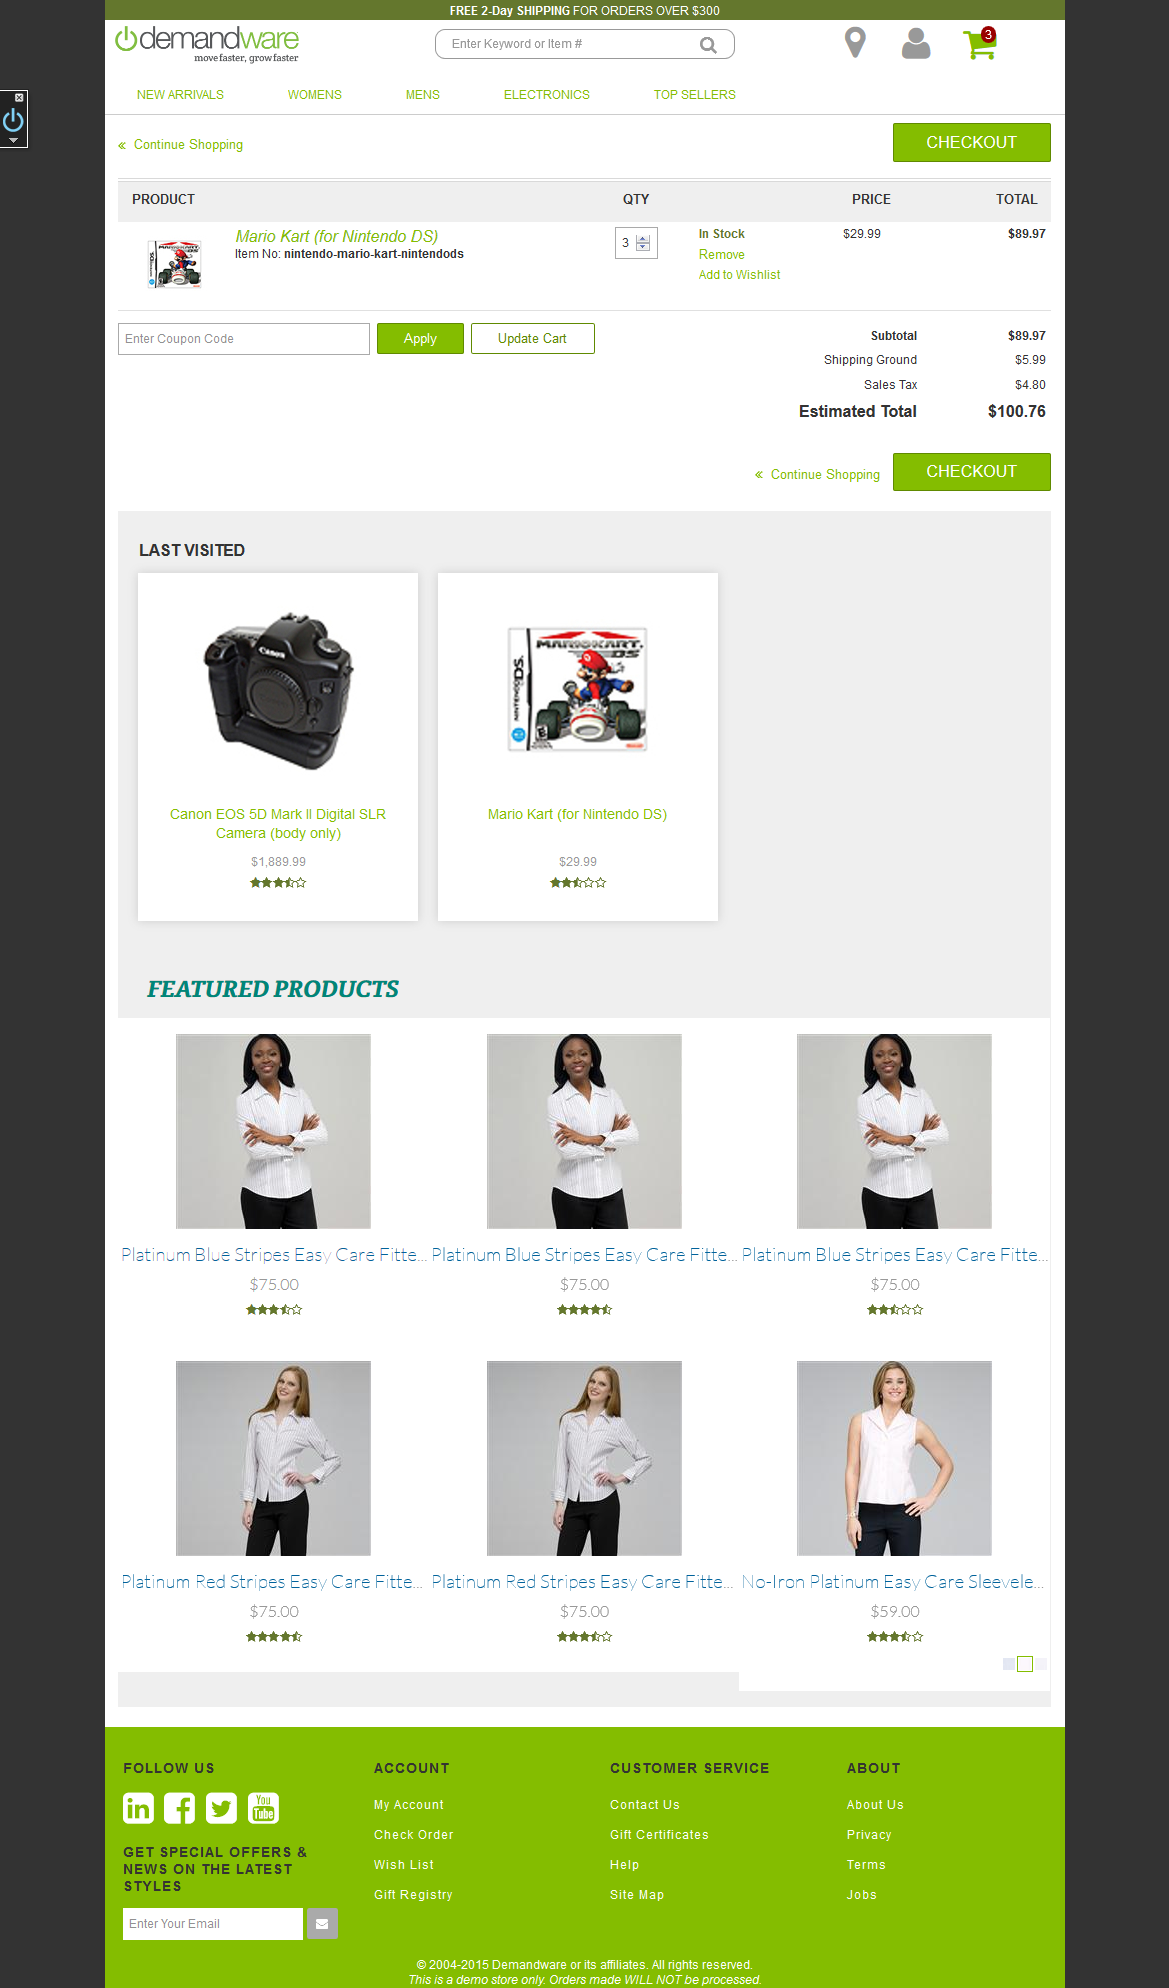 FREE 2-Day SHIPPING FOR ORDERS OVER $300
demandware
move faster, grow faster
Enter Keyword or Item #
3
NEW ARRIVALS WOMENS MENS ELECTRONICS TOP SELLERS
« Continue Shopping
CHECKOUT
PRODUCT QTY PRICE TOTAL
Mario Kart (for Nintendo DS)
Item No: nintendo-mario-kart-nintendods
3
In Stock $29.99 $89.97
Remove
Add to Wishlist
Enter Coupon Code Apply Update Cart
Subtotal $89.97
Shipping Ground $5.99
Sales Tax $4.80
Estimated Total $100.76
« Continue Shopping CHECKOUT
LAST VISITED
Canon
MARIOKART
DS
NINTENDO DS
Canon EOS 5D Mark II Digital SLR
Camera (body only)
$1,889.99
Mario Kart (for Nintendo DS)
$29.99
FEATURED PRODUCTS
Platinum Blue Stripes Easy Care Fitte... Platinum Blue Stripes Easy Care Fitte... Platinum Blue Stripes Easy Care Fitte...
$75.00 $75.00 $75.00
Platinum Red Stripes Easy Care Fitte... Platinum Red Stripes Easy Care Fitte... No-Iron Platinum Easy Care Sleevele...
$75.00 $75.00 $59.00
FOLLOW US
in f You Tube
GET SPECIAL OFFERS &
NEWS ON THE LATEST
STYLES
Enter Your Email
ACCOUNT
My Account
Check Order
Wish List
Gift Registry
CUSTOMER SERVICE
Contact Us
Gift Certificates
Help
Site Map
ABOUT
About Us
Privacy
Terms
Jobs
© 2004-2015 Demandware or its affiliates. All rights reserved.
This is a demo store only. Orders made WILL NOT be processed.